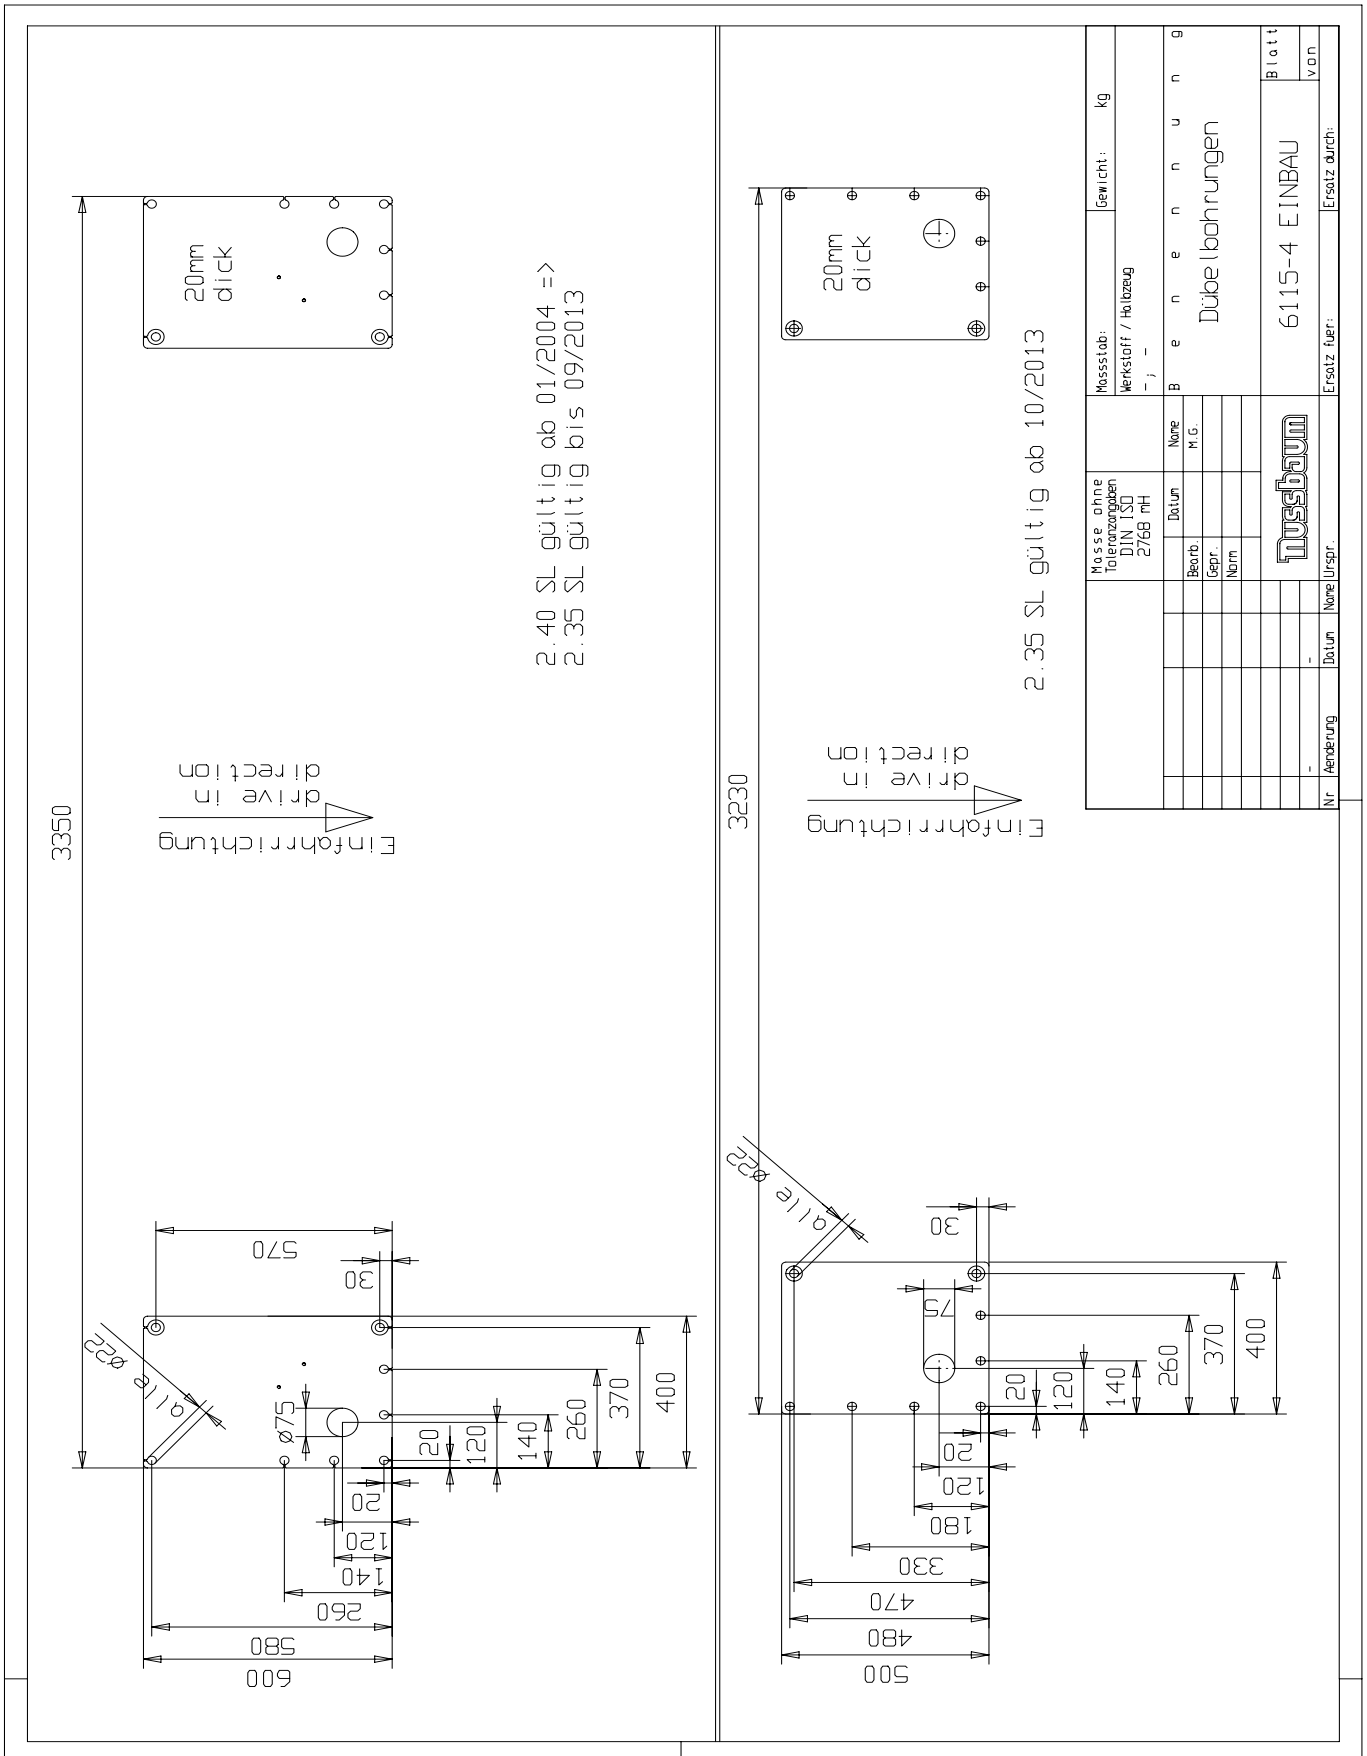 3350
20mm
dick
2.40 SL gültig ab 01/2004 =>
2.35 SL gültig bis 09/2013
Einfahrrichtung
drive in
direction
alle ø22
570
30
ø75
20
120
140
260
370
400
20
120
140
260
580
600
3230
20mm
dick
2.35 SL gültig ab 10/2013
Einfahrrichtung
drive in
direction
alle ø22
30
75
20
120
140
260
370
400
20
120
180
330
470
480
500
Masse ohne
Toleranzangaben
DIN ISO
2768 mH
Massstab:
Gewicht: kg
Werkstoff / Halbzeug
- ; -
Datum
Name
Bearb.
M.G.
Gepr.
Norm
Benennung
Dübelbohrungen
nussbaum
6115-4 EINBAU
Blatt
von
- -
Nr
Aenderung
Datum
Name
Urspr.
Ersatz fuer:
Ersatz durch: